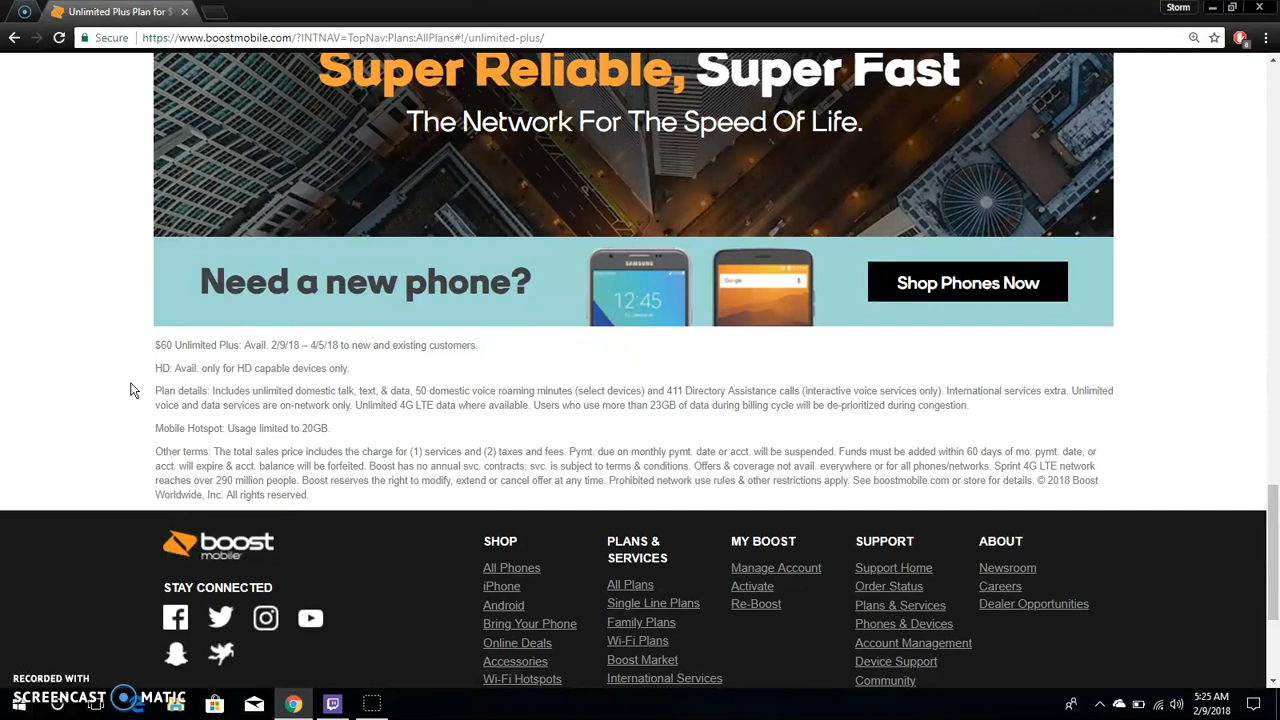 Unlimited Plus Plan for $
Storm
Secure
https://www.boostmobile.com/?INTNAV=TopNav:Plans:AllPlans#!/unlimited-plus/
Super Reliable, Super Fast
The Network For The Speed Of Life.
Need a new phone?
SAMSUNG
12:45
Google
Shop Phones Now
$60 Unlimited Plus: Avail. 2/9/18 – 4/5/18 to new and existing customers.
HD: Avail. only for HD capable devices only.
Plan details: Includes unlimited domestic talk, text, & data, 50 domestic voice roaming minutes (select devices) and 411 Directory Assistance calls (interactive voice services only). International services extra. Unlimited
voice and data services are on-network only. Unlimited 4G LTE data where available. Users who use more than 23GB of data during billing cycle will be de-prioritized during congestion.
Mobile Hotspot: Usage limited to 20GB.
Other terms: The total sales price includes the charge for (1) services and (2) taxes and fees. Pymt. due on monthly pymt. date or acct. will be suspended. Funds must be added within 60 days of mo. pymt. date, or
acct. will expire & acct. balance will be forfeited. Boost has no annual svc. contracts; svc. is subject to terms & conditions. Offers & coverage not avail. everywhere or for all phones/networks. Sprint 4G LTE network
reaches over 290 million people. Boost reserves the right to modify, extend or cancel offer at any time. Prohibited network use rules & other restrictions apply. See boostmobile.com or store for details. © 2018 Boost
Worldwide, Inc. All rights reserved.
boost
mobile
STAY CONNECTED
SHOP
All Phones
iPhone
Android
Bring Your Phone
Online Deals
Accessories
Wi-Fi Hotspots
PLANS &
SERVICES
All Plans
Single Line Plans
Family Plans
Wi-Fi Plans
Boost Market
International Services
MY BOOST
Manage Account
Activate
Re-Boost
SUPPORT
Support Home
Order Status
Plans & Services
Phones & Devices
Account Management
Device Support
Community
ABOUT
Newsroom
Careers
Dealer Opportunities
RECORDED WITH
SCREENCAST MATIC
5:25 AM
2/9/2018